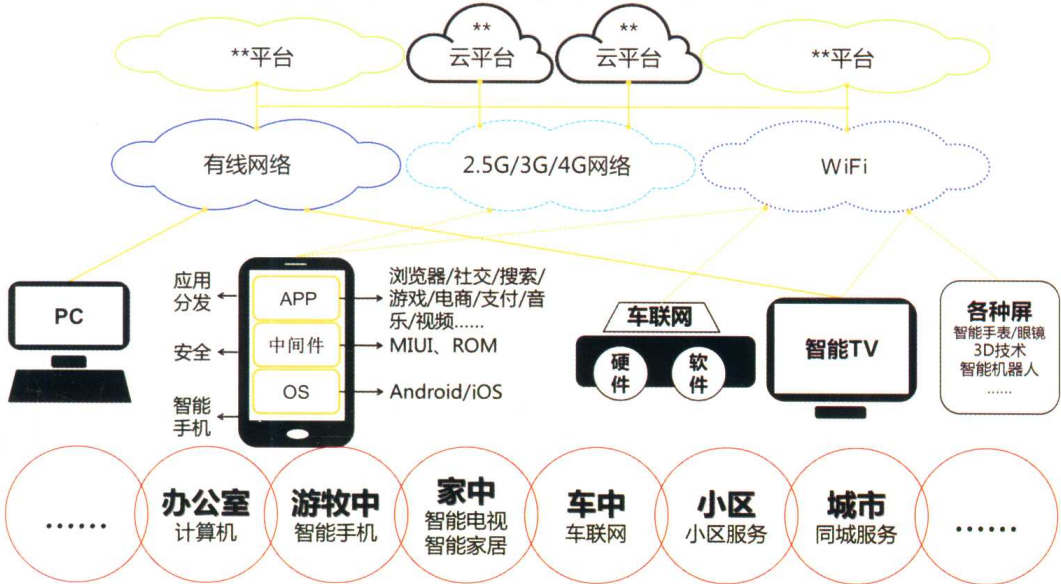 **平台
**
云平台
**
云平台
**平台
有线网络
2.5G/3G/4G网络
WiFi
PC
应用
分发
安全
智能
手机
APP
中间件
OS
浏览器/社交/搜索/
游戏/电商/支付/音
乐/视频……
MIUI、ROM
Android/iOS
车联网
硬
件
软
件
智能TV
各种屏
智能手表/眼镜
3D技术
智能机器人
……
……
办公室
计算机
游牧中
智能手机
家中
智能电视
智能家居
车中
车联网
小区
小区服务
城市
同城服务
……